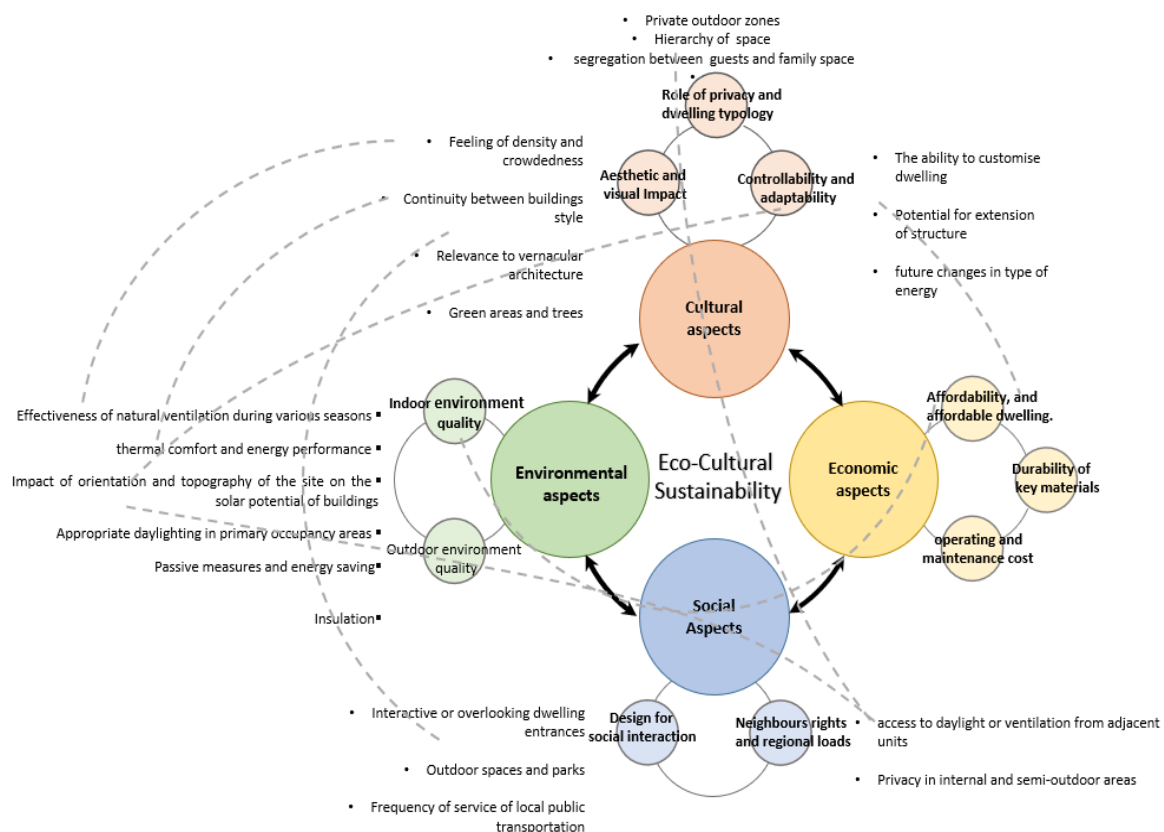 • Private outdoor zones
• Hierarchy of space
• segregation between guests and family space
•
Role of privacy and
dwelling typology
• Feeling of density and
crowdedness
Aesthetic and
visual Impact
Controllability and
adaptability
• The ability to customise
dwelling
• Continuity between buildings
style
• Potential for extension
of structure
• Relevance to vernacular
architecture
• future changes in type of
energy
• Green areas and trees
Cultural
aspects
Effectiveness of natural ventilation during various seasons ▪
thermal comfort and energy performance ▪
Impact of orientation and topography of the site on the ▪
solar potential of buildings
Appropriate daylighting in primary occupancy areas ▪
Passive measures and energy saving ▪
Insulation ▪
Indoor environment
quality
Outdoor environment
quality
Environmental
aspects
Eco-Cultural
Sustainability
Economic
aspects
Affordability, and
affordable dwelling.
Durability of
key materials
operating and
maintenance cost
Social
Aspects
• Interactive or overlooking dwelling
entrances
• Outdoor spaces and parks
• Frequency of service of local public
transportation
Design for
social interaction
Neighbours rights
and regional loads
• access to daylight or ventilation from adjacent
units
• Privacy in internal and semi-outdoor areas